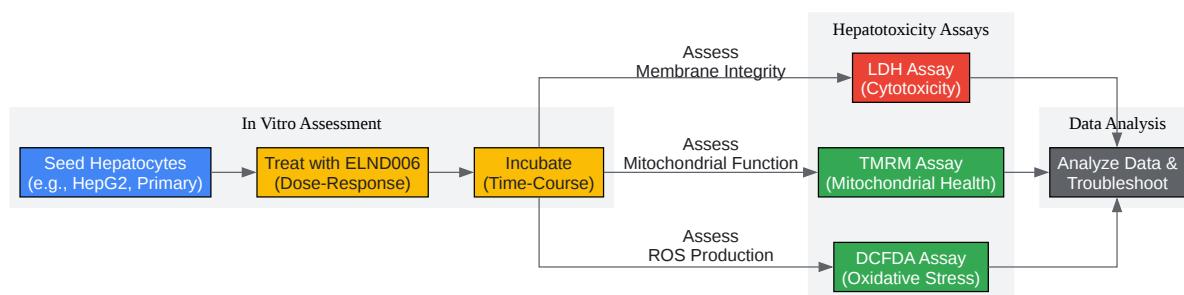 Hepatotoxicity Assays
Assess
Membrane Integrity
LDH Assay
(Cytotoxicity)
In Vitro Assessment
Data Analysis
Seed Hepatocytes
(e.g., HepG2, Primary)
Treat with ELND006
(Dose-Response)
Incubate
(Time-Course)
Assess
Mitochondrial Function
TMRM Assay
(Mitochondrial Health)
Analyze Data &
Troubleshoot
Assess
ROS Production
DCFDA Assay
(Oxidative Stress)